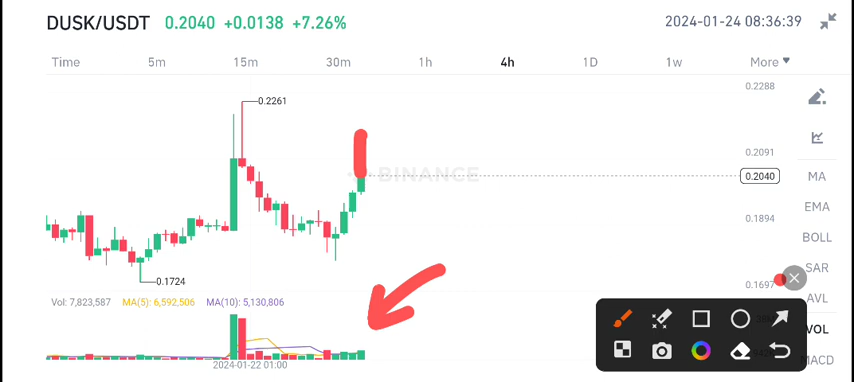 DUSK/USDT 0.2040 +0.0138 +7.26% 2024-01-24 08:36:39
Time 5m 15m 30m 1h 4h 1D 1w More
0.2288
0.2261
0.2091
BINANCE
0.2040
MA
EMA
0.1894
BOLL
SAR
0.1724
0.1697
AVL
Vol: 7,823,587 MA(5): 6,592,506 MA(10): 5,130,806
VOL
MACD
2024-01-22 01:00